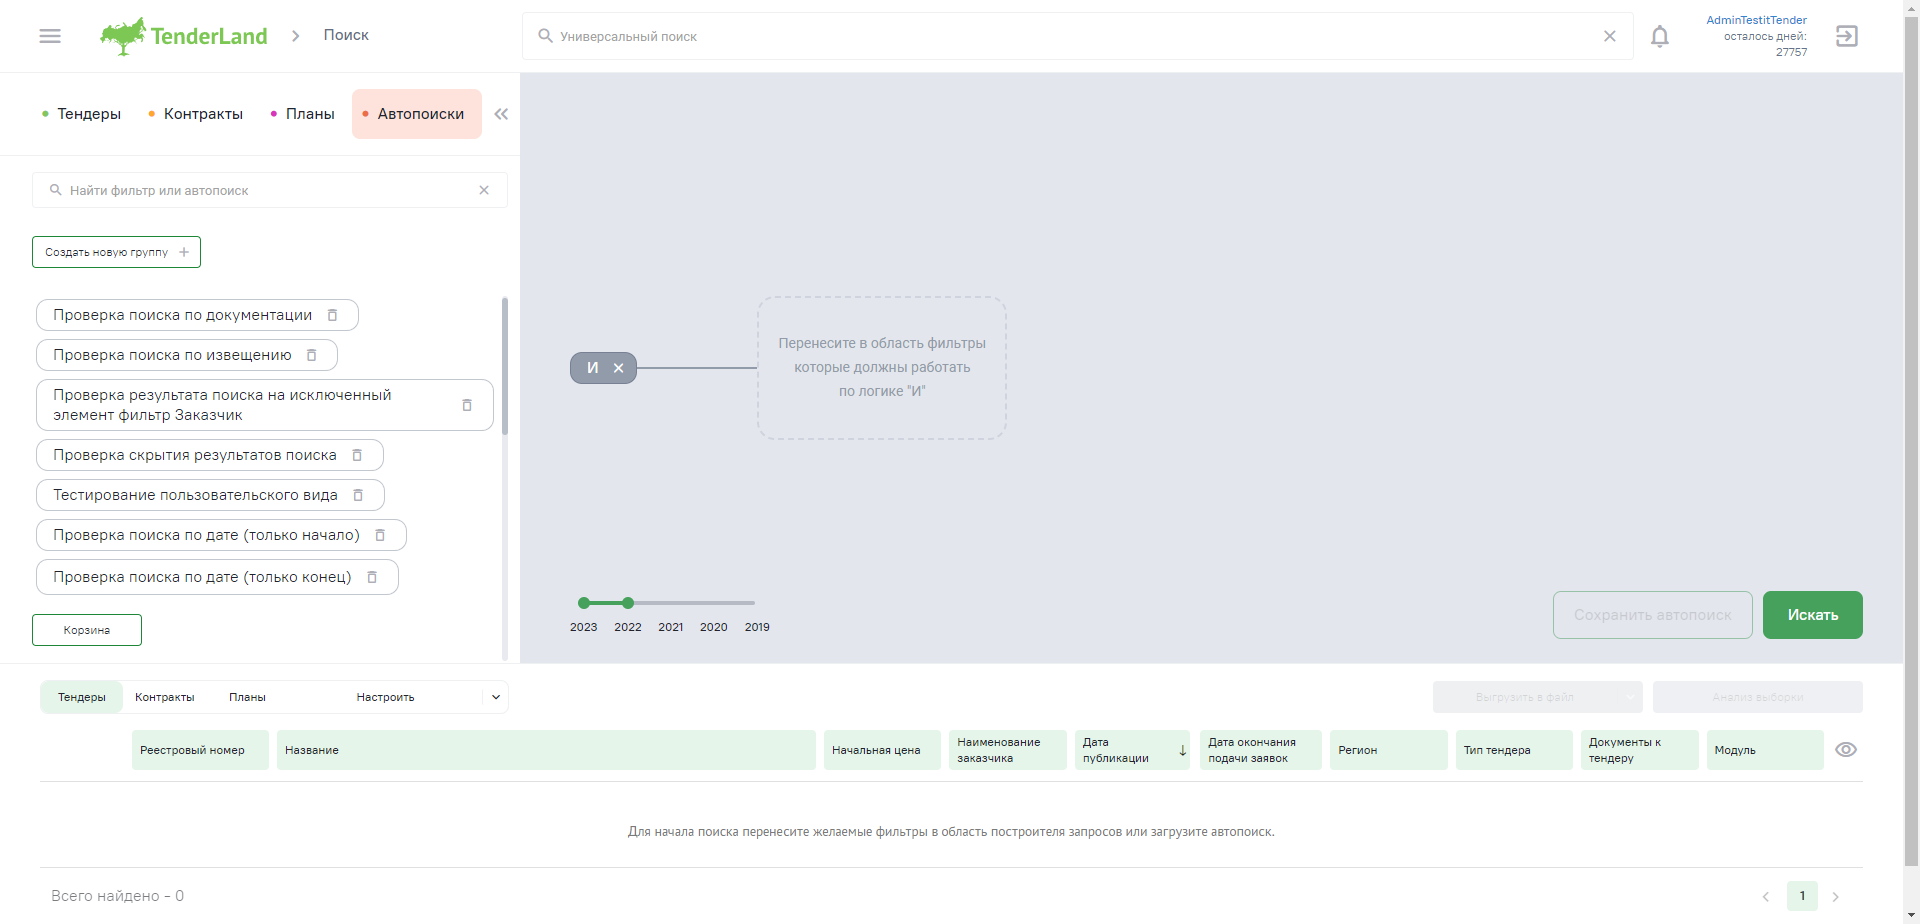 TenderLand
Поиск
Универсальный поиск
AdminTestitTender
осталось дней:
27757
Тендеры
Контракты
Планы
Автопоиски
Найти фильтр или автопоиск
Создать новую группу
Проверка поиска по документации
Проверка поиска по извещению
Проверка результата поиска на исключенный
элемент фильтр Заказчик
Проверка скрытия результатов поиска
Тестирование пользовательского вида
Проверка поиска по дате (только начало)
Проверка поиска по дате (только конец)
Корзина
И
Перенесите в область фильтры
которые должны работать
по логике "И"
2023 2022 2021 2020 2019
Сохранить автопоиск
Искать
Тендеры
Контракты
Планы
Настроить
Выгрузить в файл
Анализ выборки
Реестровый номер
Название
Начальная цена
Наименование
заказчика
Дата
публикации
Дата окончания
подачи заявок
Регион
Тип тендера
Документы к
тендеру
Модуль
Для начала поиска перенесите желаемые фильтры в область построителя запросов или загрузите автопоиск.
Всего найдено - 0
1